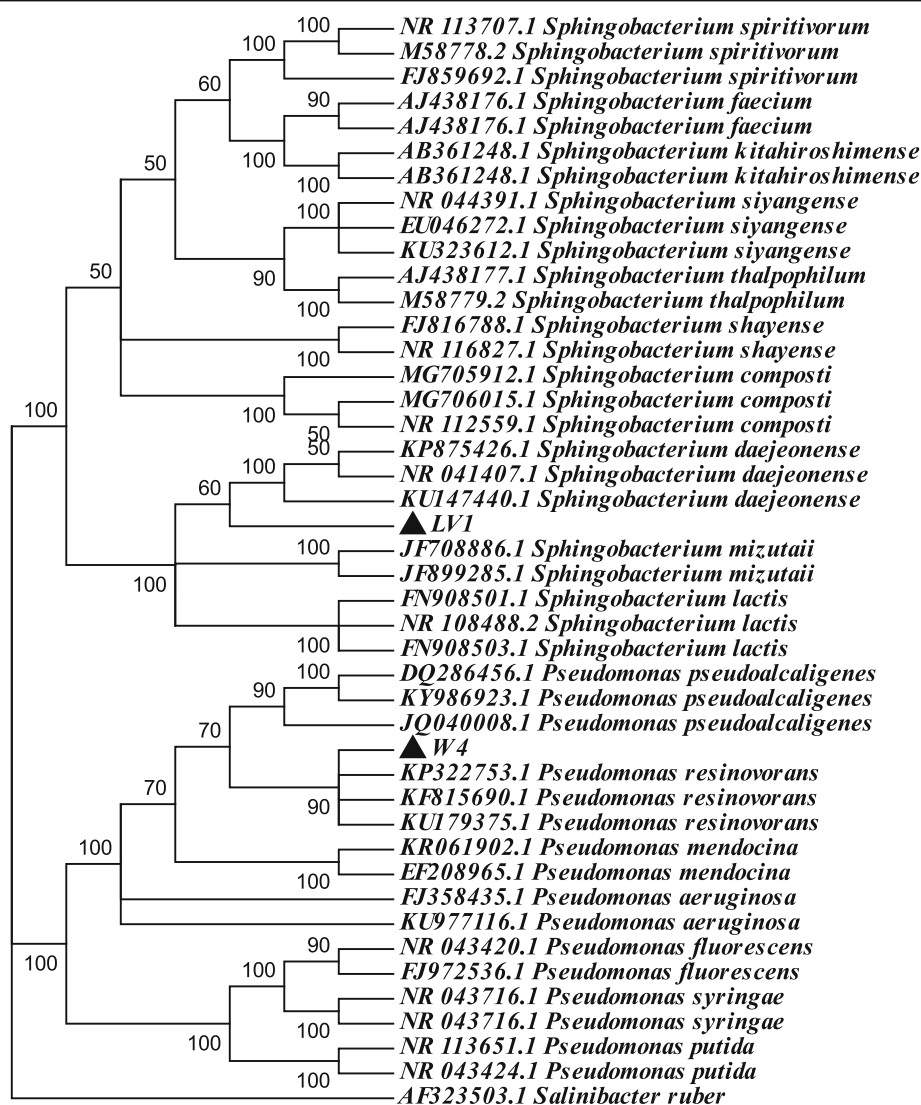 100 NR 113707.1 Sphingobacterium spiritivorum
100 M58778.2 Sphingobacterium spiritivorum
FJ859692.1 Sphingobacterium spiritivorum
60 90 AJ438176.1 Sphingobacterium faecium
AJ438176.1 Sphingobacterium faecium
100 AB361248.1 Sphingobacterium kitahiroshimense
50 100 AB361248.1 Sphingobacterium kitahiroshimense
100 NR 044391.1 Sphingobacterium siyangense
EU046272.1 Sphingobacterium siyangense
KU323612.1 Sphingobacterium siyangense
50 90 AJ438177.1 Sphingobacterium thalpophilum
100 M58779.2 Sphingobacterium thalpophilum
FJ816788.1 Sphingobacterium shayense
100 NR 116827.1 Sphingobacterium shayense
MG705912.1 Sphingobacterium composti
100 100 MG706015.1 Sphingobacterium composti
50 NR 112559.1 Sphingobacterium composti
50 KP875426.1 Sphingobacterium daejeonense
100 NR 041407.1 Sphingobacterium daejeonense
60 KU147440.1 Sphingobacterium daejeonense
▲ LV1
100 JF708886.1 Sphingobacterium mizutaii
100 JF899285.1 Sphingobacterium mizutaii
FN908501.1 Sphingobacterium lactis
NR 108488.2 Sphingobacterium lactis
100 FN908503.1 Sphingobacterium lactis
100 DQ286456.1 Pseudomonas pseudoalcaligenes
90 KY986923.1 Pseudomonas pseudoalcaligenes
JQ040008.1 Pseudomonas pseudoalcaligenes
70 ▲ W4
KP322753.1 Pseudomonas resinovorans
70 90 KF815690.1 Pseudomonas resinovorans
KU179375.1 Pseudomonas resinovorans
100 KR061902.1 Pseudomonas mendocina
100 EF208965.1 Pseudomonas mendocina
FJ358435.1 Pseudomonas aeruginosa
KU977116.1 Pseudomonas aeruginosa
100 90 NR 043420.1 Pseudomonas fluorescens
100 FJ972536.1 Pseudomonas fluorescens
NR 043716.1 Pseudomonas syringae
100 NR 043716.1 Pseudomonas syringae
100 NR 113651.1 Pseudomonas putida
100 NR 043424.1 Pseudomonas putida
AF323503.1 Salinibacter ruber